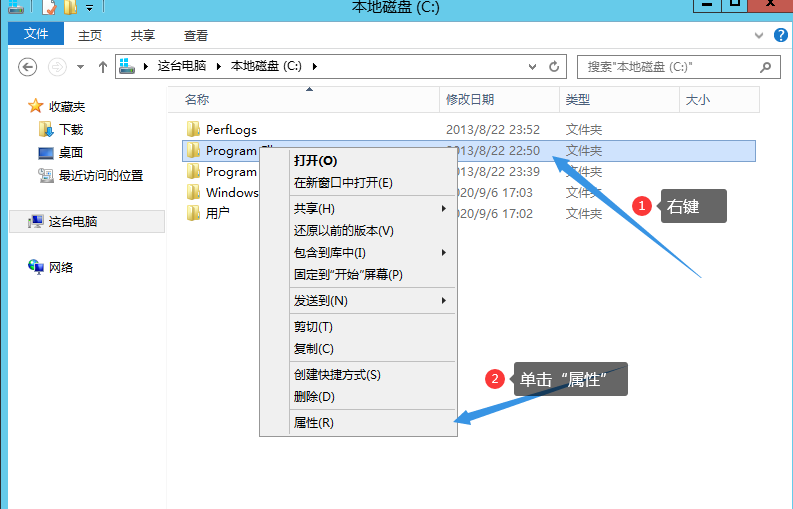 本地磁盘 (C:)
文件 主页 共享 查看
这台电脑 本地磁盘 (C:) 搜索"本地磁盘 (C:)"
名称 修改日期 类型 大小
收藏夹
下载
桌面
最近访问的位置
这台电脑
网络
PerfLogs 2013/8/22 23:52 文件夹
Program 2013/8/22 22:50 文件夹
Program 2013/8/22 23:39 文件夹
Windows 2020/9/6 17:03 文件夹
用户 2020/9/6 17:02 文件夹
打开(O)
在新窗口中打开(E)
共享(H)
还原以前的版本(V)
包含到库中(I)
固定到"开始"屏幕(P)
发送到(N)
剪切(T)
复制(C)
创建快捷方式(S)
删除(D)
属性(R)
1 右键
2 单击“属性”